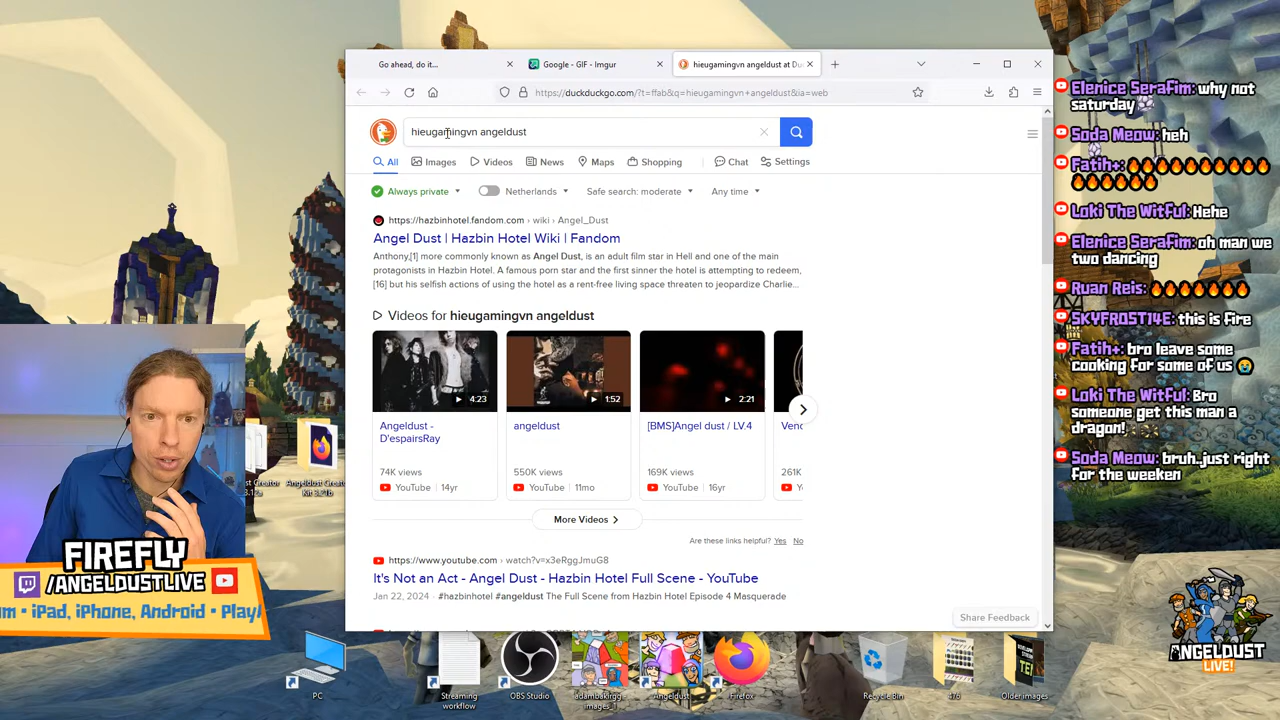 Go ahead, do it...
Google - GIF - Imgur
hieugamingvn angeldust at Du
https://duckduckgo.com/?t=ffab&q=hieugamingvn+angeldust&ia=web
hieugamingvn angeldust
All
Images
Videos
News
Maps
Shopping
Chat
Settings
Always private
Netherlands
Safe search: moderate
Any time
https://hazbinhotel.fandom.com › wiki › Angel_Dust
Angel Dust | Hazbin Hotel Wiki | Fandom
Anthony,[1] more commonly known as Angel Dust, is an adult film star in Hell and one of the main
protagonists in Hazbin Hotel. A famous porn star and the first sinner the hotel is attempting to redeem,
[16] but his selfish actions of using the hotel as a rent-free living space threaten to jeopardize Charlie...
Videos for hieugamingvn angeldust
4:23
1:52
2:21
Angeldust -
D'espairsRay
angeldust
[BMS]Angel dust / LV.4
74K views
550K views
169K views
261K
YouTube
14yr
YouTube
11mo
YouTube
16yr
More Videos
Are these links helpful? Yes No
https://www.youtube.com › watch?v=x3eRggJmuG8
It's Not an Act - Angel Dust - Hazbin Hotel Full Scene - YouTube
Jan 22, 2024 · #hazbinhotel #angeldust The Full Scene from Hazbin Hotel Episode 4 Masquerade
Share Feedback
Elenice Serafim: why not
saturday
Soda Meow: heh
Fatih+: 🔥🔥🔥🔥🔥🔥🔥🔥🔥
🔥🔥🔥🔥🔥🔥
Loki The Witful: Hehe
Elenice Serafim: oh man we
two dancing
Ruan Reis: 🔥🔥🔥🔥🔥🔥🔥
SKYFROST14E: this is fire
Fatih+: bro leave some
cooking for some of us 😭
Loki The Witful: Bro
someone get this man a
dragon!
Soda Meow: bruh..just right
for the weeken
FIREFLY
/ANGELDUSTLIVE
m • iPad, iPhone, Android • Play
Angeldust Creator
Kit 3.21b
3.12a
PC
Streaming
workflow
OBS Studio
Angeldust
Firefox
Recycle Bin
Older images
ANGELDUST
LIVE!